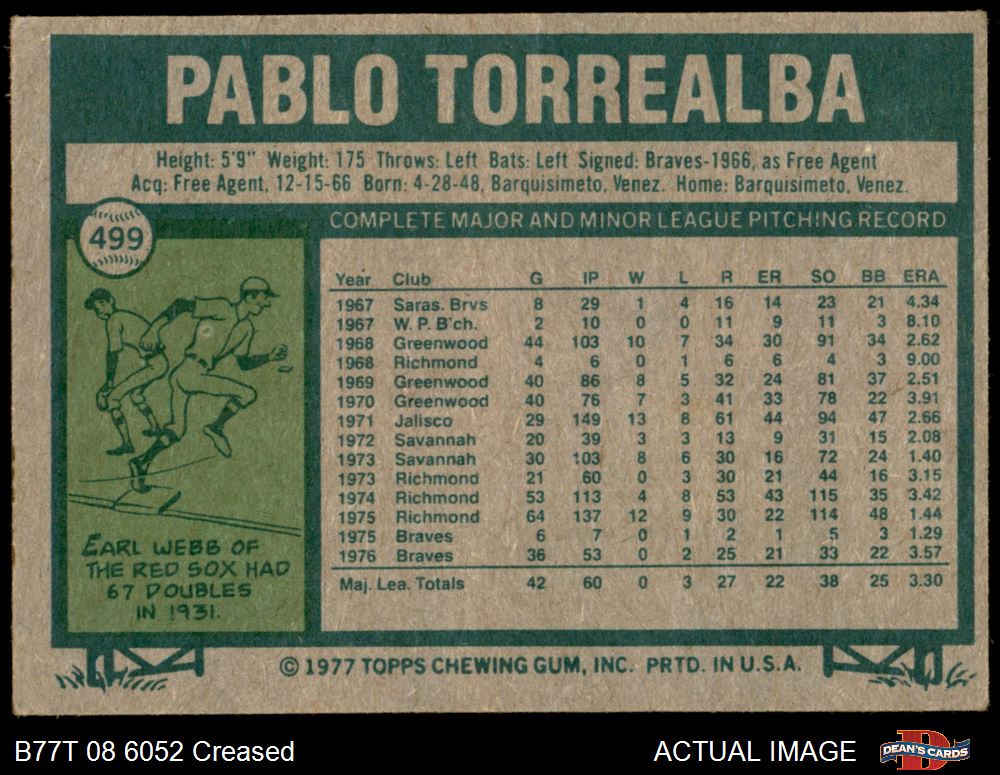 PABLO TORREALBA
Height: 5'9" Weight: 175 Throws: Left Bats: Left Signed: Braves-1966, as Free Agent
Acq: Free Agent, 12-15-66 Born: 4-28-48, Barquisimeto, Venez. Home: Barquisimeto, Venez.
499
COMPLETE MAJOR AND MINOR LEAGUE PITCHING RECORD
Year Club G IP W L R ER SO BB ERA
1967 Saras. Brvs 8 29 1 4 16 14 23 21 4.34
1967 W. P. B'ch. 2 10 0 0 11 9 11 3 8.10
1968 Greenwood 44 103 10 7 34 30 91 34 2.62
1968 Richmond 4 6 0 1 6 6 4 3 9.00
1969 Greenwood 40 86 8 5 32 24 81 37 2.51
1970 Greenwood 40 76 7 3 41 33 78 22 3.91
1971 Jalisco 29 149 13 8 61 44 94 47 2.66
1972 Savannah 20 39 3 3 13 9 31 15 2.08
1973 Savannah 30 103 8 6 30 16 72 24 1.40
1973 Richmond 21 60 0 3 30 21 44 16 3.15
1974 Richmond 53 113 4 8 53 43 115 35 3.42
1975 Richmond 64 137 12 9 30 22 114 48 1.44
1975 Braves 6 7 0 1 2 1 5 3 1.29
1976 Braves 36 53 0 2 25 21 33 22 3.57
Maj. Lea. Totals 42 60 0 3 27 22 38 25 3.30
EARL WEBB OF
THE RED SOX HAD
67 DOUBLES
IN 1931.
© 1977 TOPPS CHEWING GUM, INC. PRTD. IN U.S.A.
B77T 08 6052 Creased
ACTUAL IMAGE
D
DEAN'S CARDS